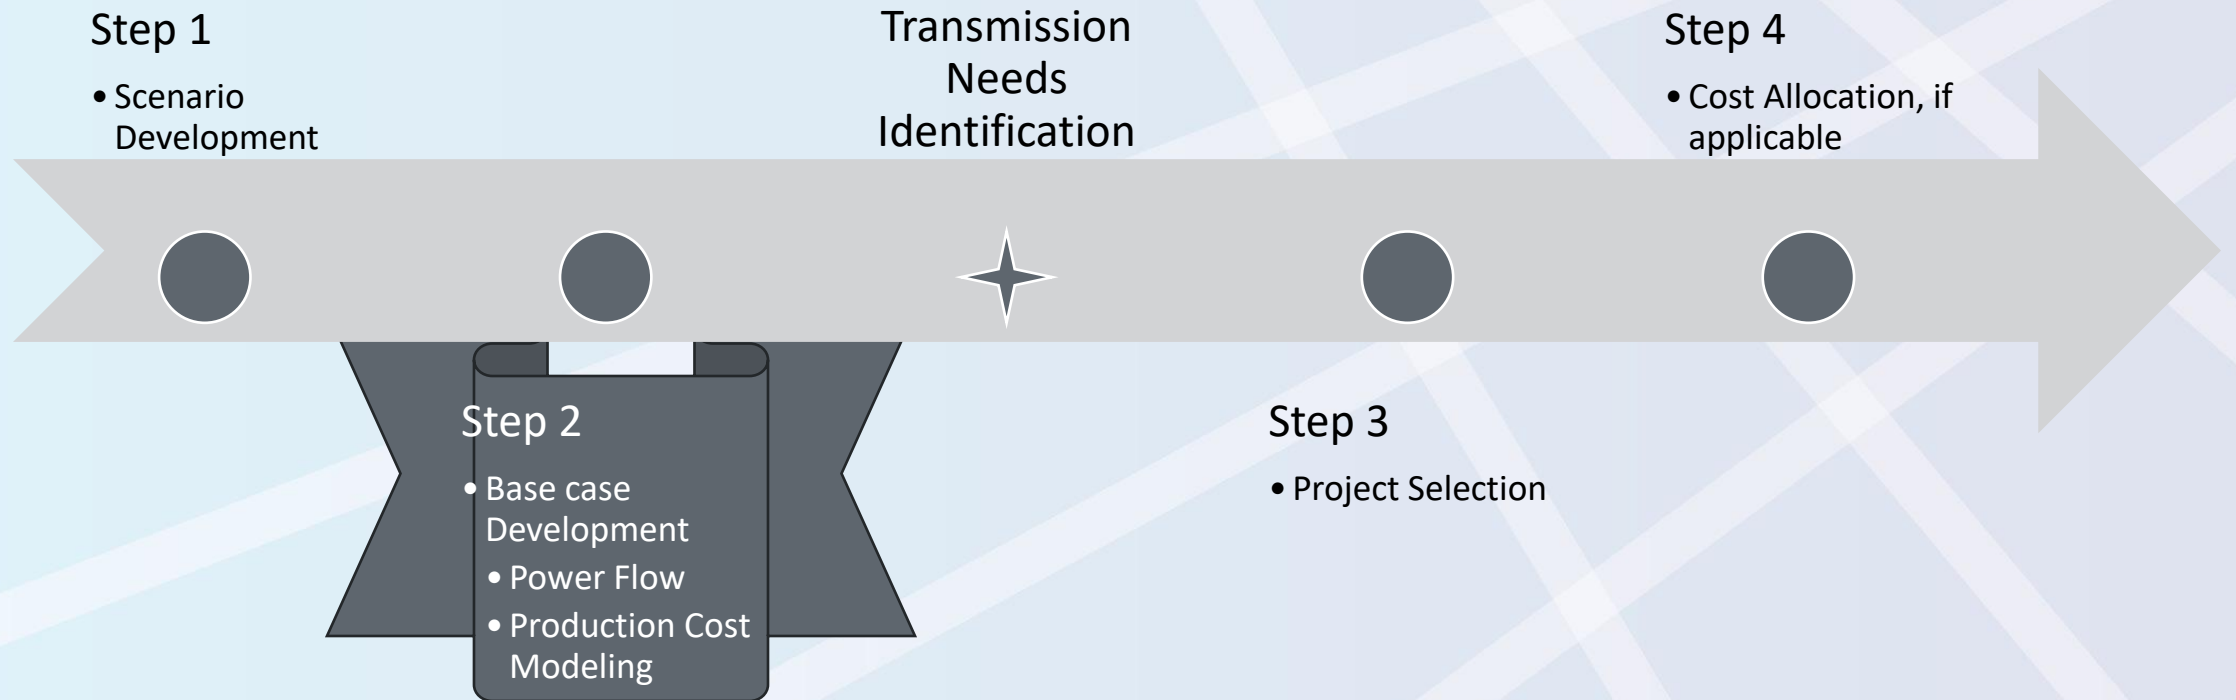 Step 1
• Scenario
Development
Step 2
• Base case
Development
• Power Flow
• Production Cost
Modeling
Transmission
Needs
Identification
Step 3
• Project Selection
Step 4
• Cost Allocation, if
applicable